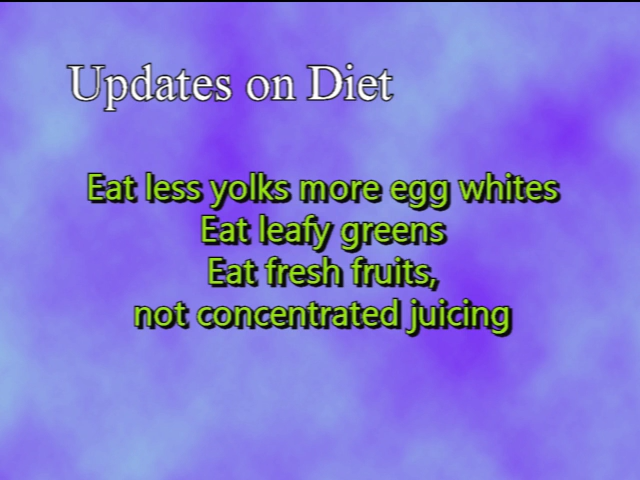 Updates on Diet
Eat less yolks more egg whites
Eat leafy greens
Eat fresh fruits,
not concentrated juicing